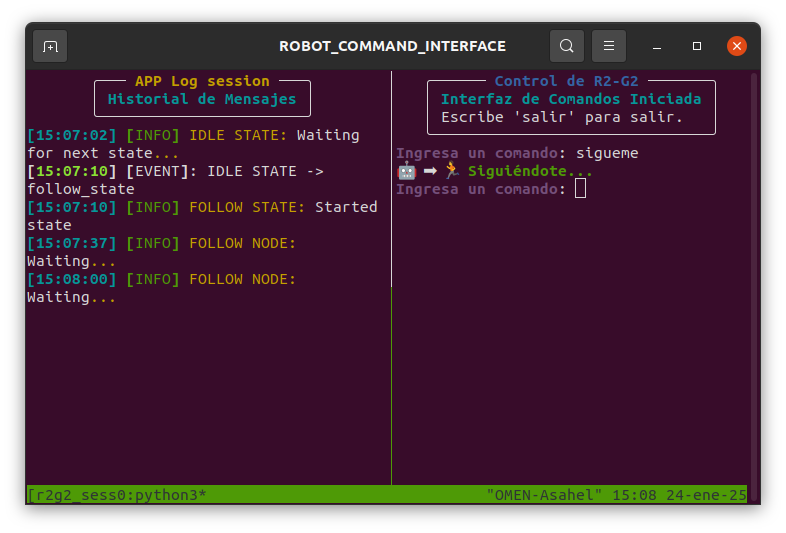 ROBOT_COMMAND_INTERFACE
APP Log session
Historial de Mensajes
[15:07:02] [INFO] IDLE STATE: Waiting
for next state...
[15:07:10] [EVENT]: IDLE STATE ->
follow_state
[15:07:10] [INFO] FOLLOW STATE: Started
state
[15:07:37] [INFO] FOLLOW NODE:
Waiting...
[15:08:00] [INFO] FOLLOW NODE:
Waiting...
Control de R2-G2
Interfaz de Comandos Iniciada
Escribe 'salir' para salir.
Ingresa un comando: sigueme
🤖 ➡ 🏃 Siguiéndote...
Ingresa un comando:
[r2g2_sess0:python3* "OMEN-Asahel" 15:08 24-ene-25